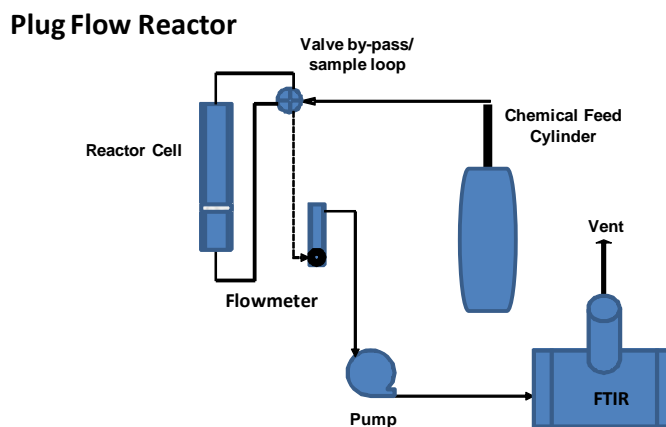 Plug Flow Reactor
Valve by-pass/
sample loop
Chemical Feed
Cylinder
Reactor Cell
Vent
Flowmeter
FTIR
Pump